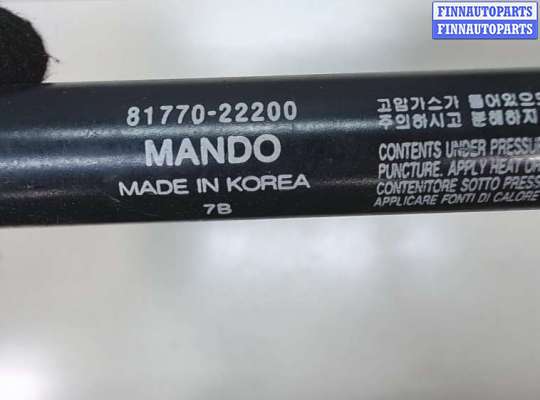 FINNAUTOPARTS
FINNAUTOPARTS
81770-22200
MANDO
MADE IN KOREA
7B
고압가스가 들어있으
주의하시고 분해하지
CONTENTS UNDER PRESSUR
PUNCTURE. APPLY HEAT OR
CONTENITORE SOTTO PRESS
APPLICARE FONTI DI CALORE